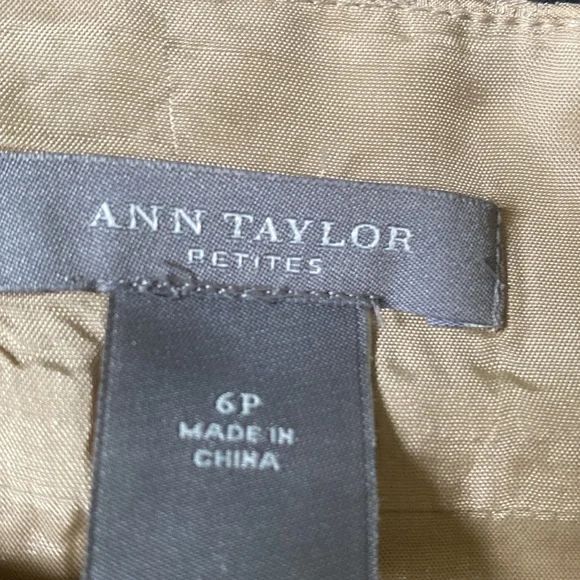 ANN TAYLOR
PETITES
6P
MADE IN
CHINA